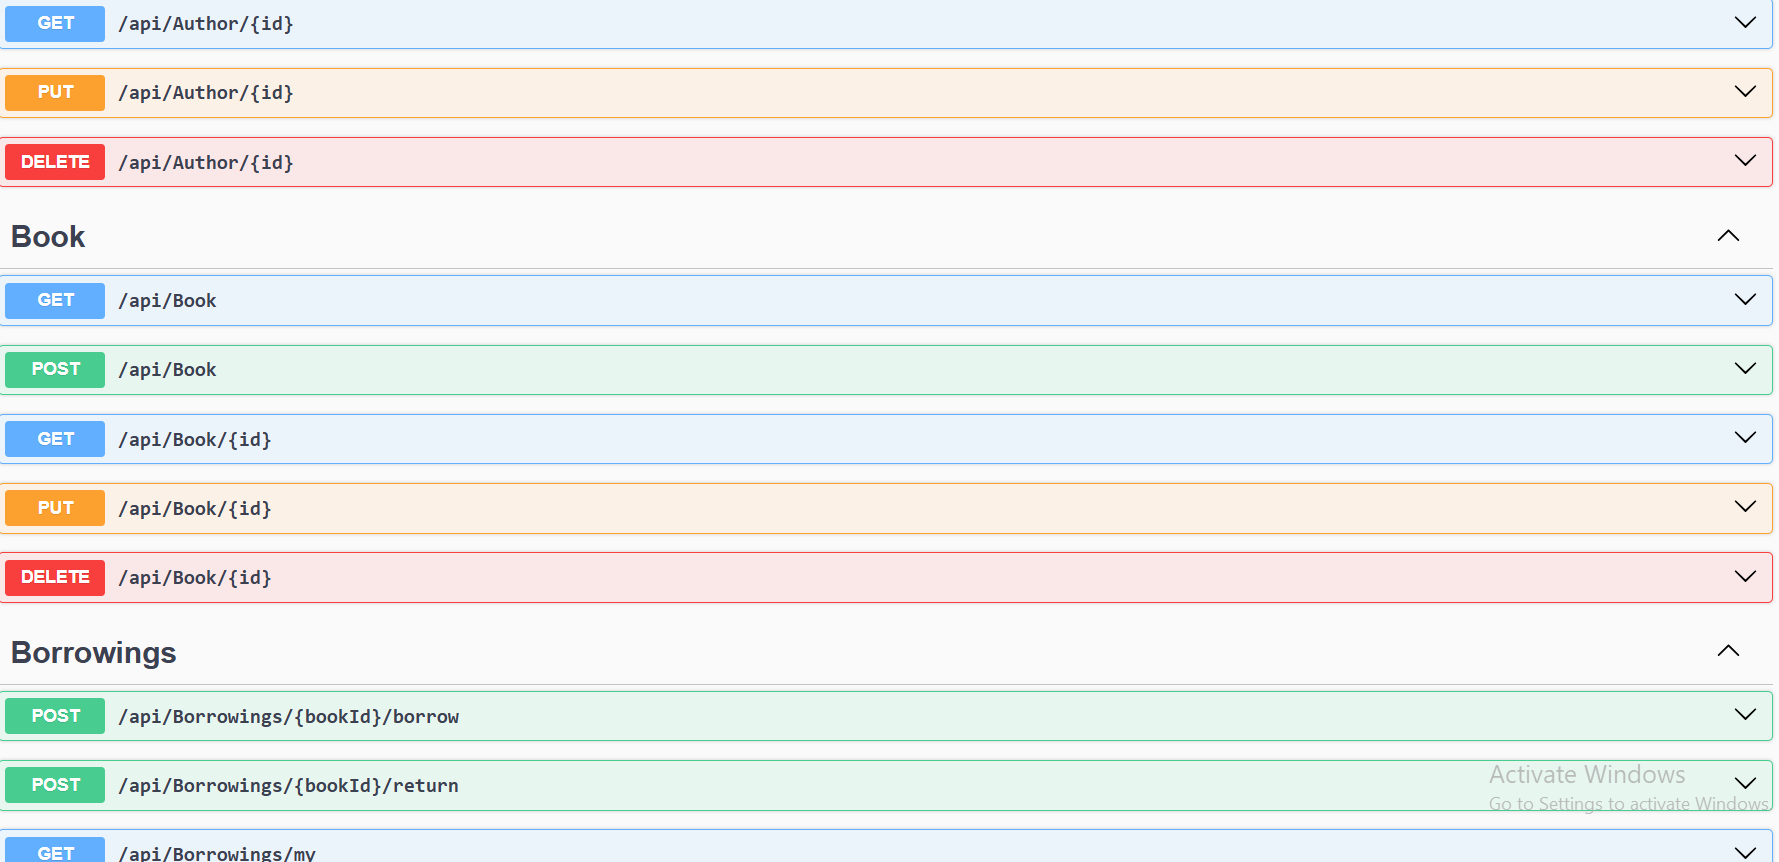 GET /api/Author/{id}
PUT /api/Author/{id}
DELETE /api/Author/{id}
Book
GET /api/Book
POST /api/Book
GET /api/Book/{id}
PUT /api/Book/{id}
DELETE /api/Book/{id}
Borrowings
POST /api/Borrowings/{bookId}/borrow
POST /api/Borrowings/{bookId}/return
Activate Windows
Go to Settings to activate Windows.
GET /api/Borrowings/my